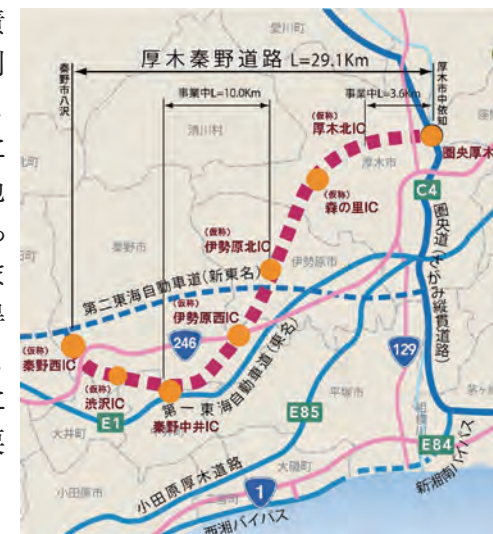 愛川町
厚木秦野道路 L=29.1Km
秦野市八沢
厚木市中依知
事業中L=10.0Km
事業中L=3.6Km
清川村
(仮称)
厚木北IC
厚木市
圏央厚木
(仮称)
森の里IC
C4
圏央道(さがみ縦貫道路)
秦野市
(仮称)
伊勢原北IC
伊勢原市
第二東海自動車道(新東名)
(仮称)
伊勢原西IC
246
129
(仮称)
秦野西IC
(仮称)
渋沢IC
第一東海自動車道(東名)
秦野中井IC
E1
大井町
平塚市
E85
小田原厚木道路
大磯町
E84
新湘南バイパス
小田原市
二宮町
1
西湘バイパス